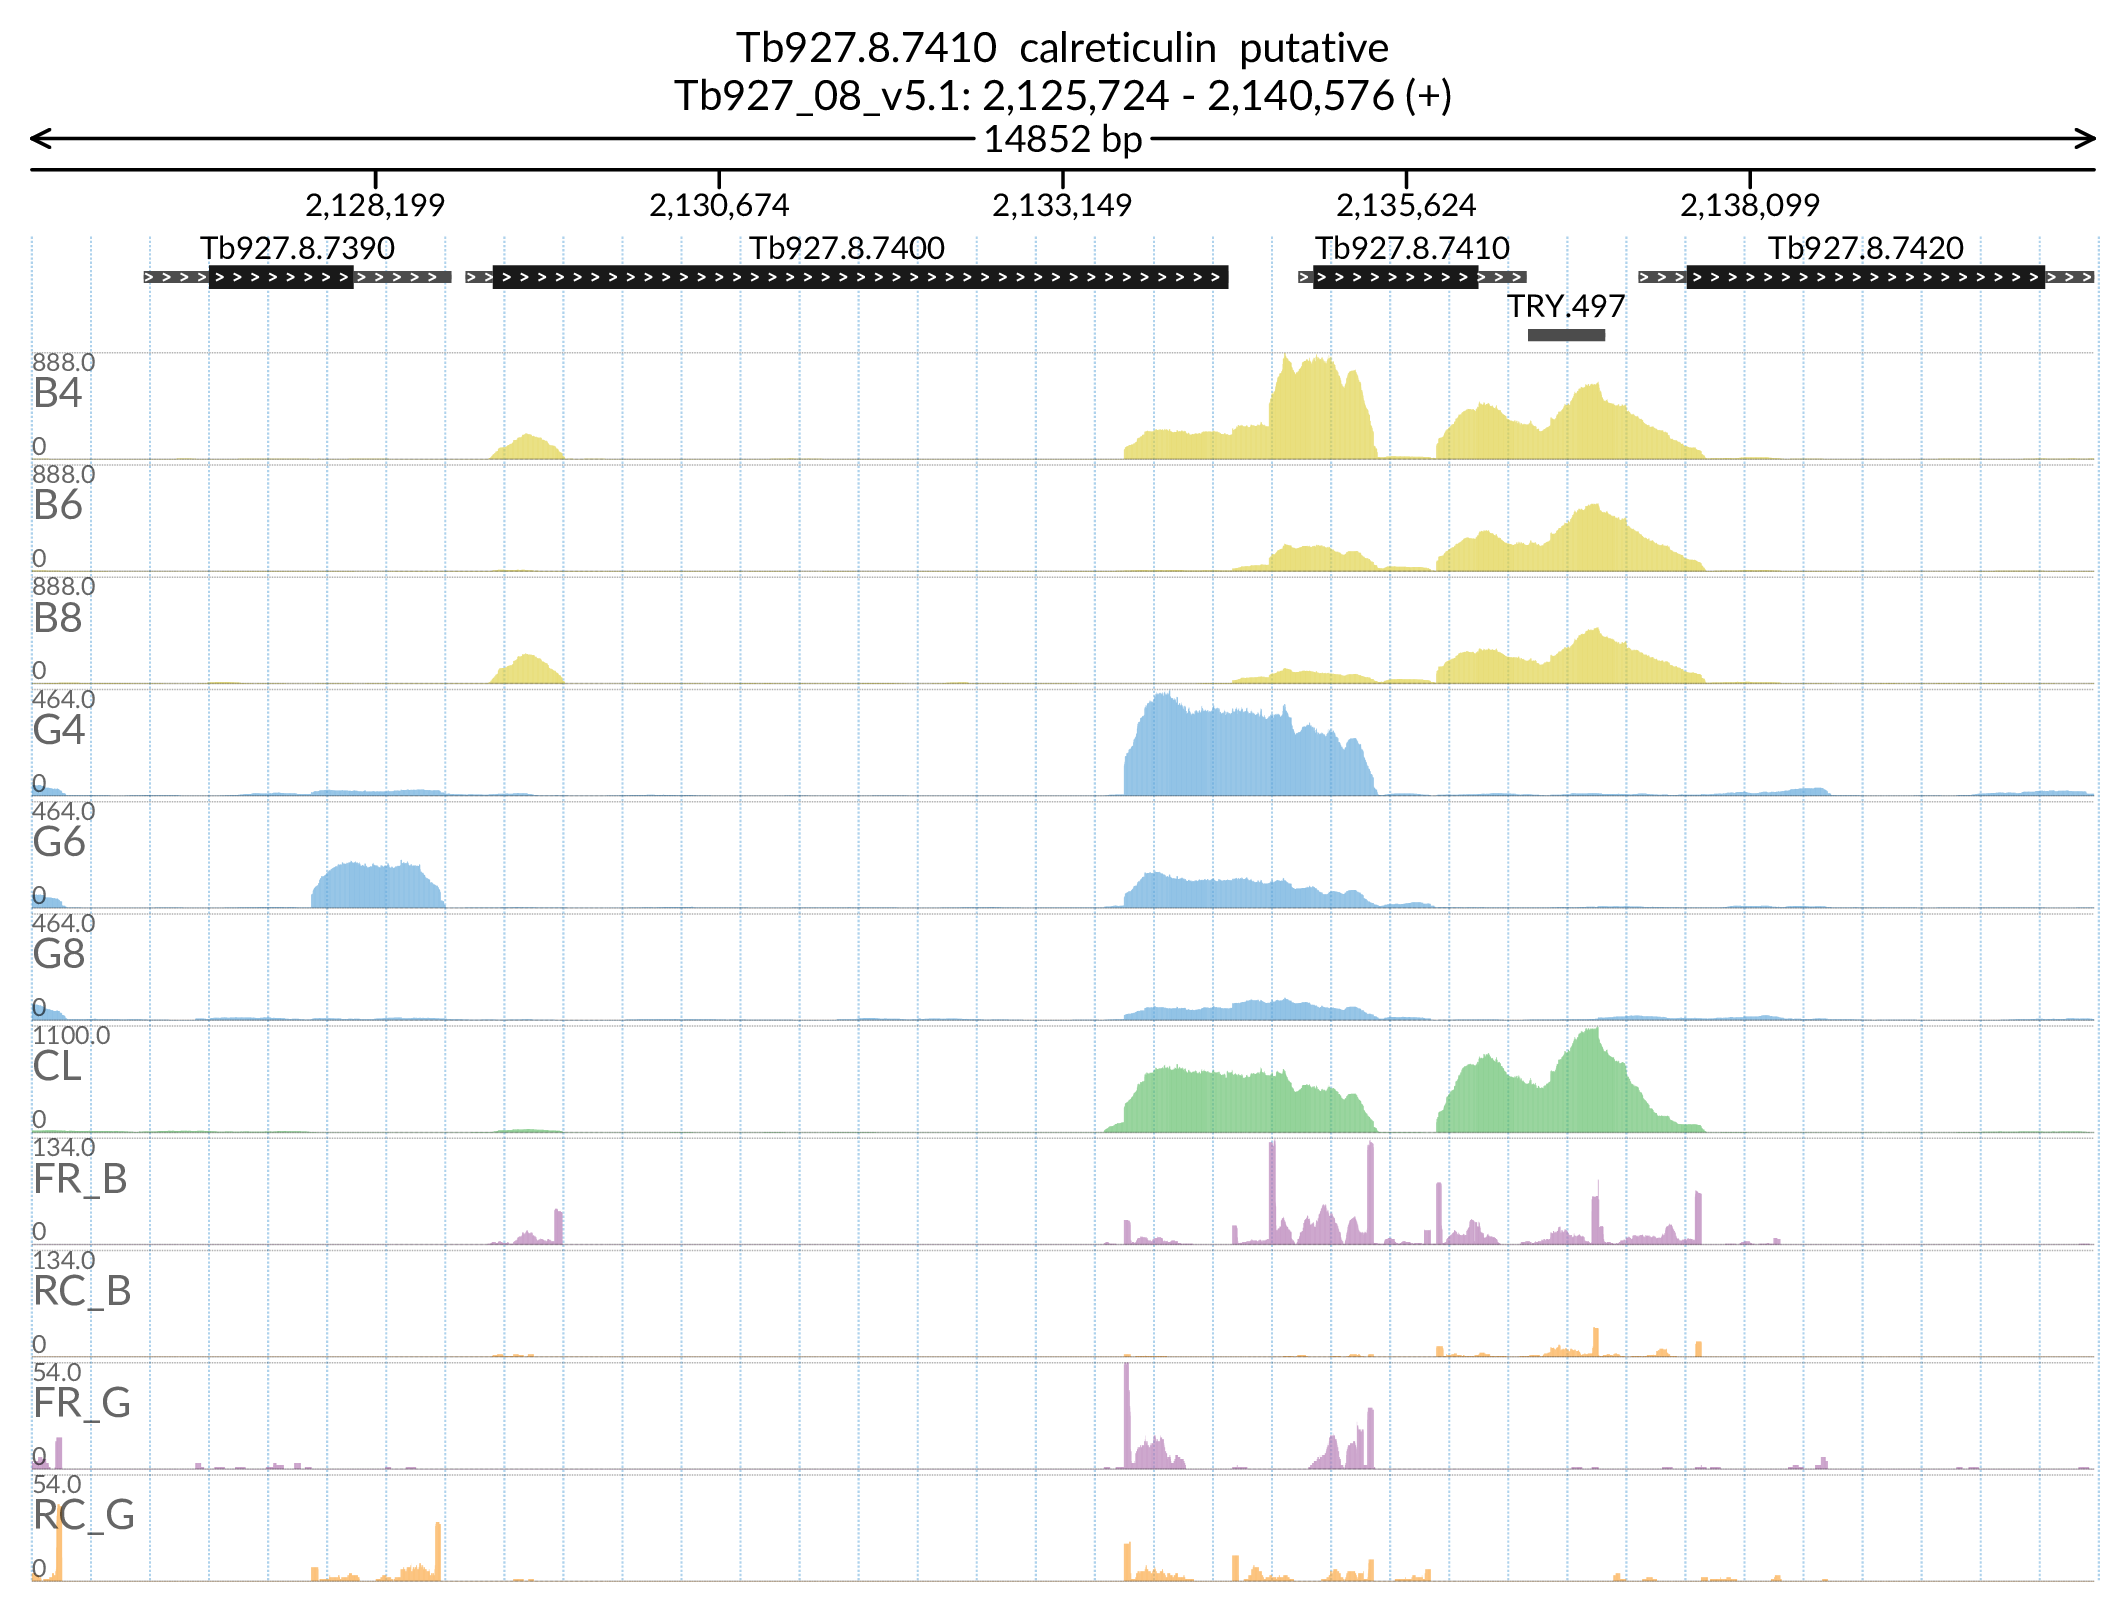 Tb927.8.7410 calreticulin putative
Tb927_08_v5.1: 2,125,724 - 2,140,576 (+)
14852 bp
2,128,199 2,130,674 2,133,149 2,135,624 2,138,099
Tb927.8.7390 Tb927.8.7400 Tb927.8.7410 Tb927.8.7420
TRY.497
888.0
B4
0
888.0
B6
0
888.0
B8
0
464.0
G4
0
464.0
G6
0
464.0
G8
0
1100.0
CL
0
134.0
FR_B
0
134.0
RC_B
0
54.0
FR_G
0
54.0
RC_G
0